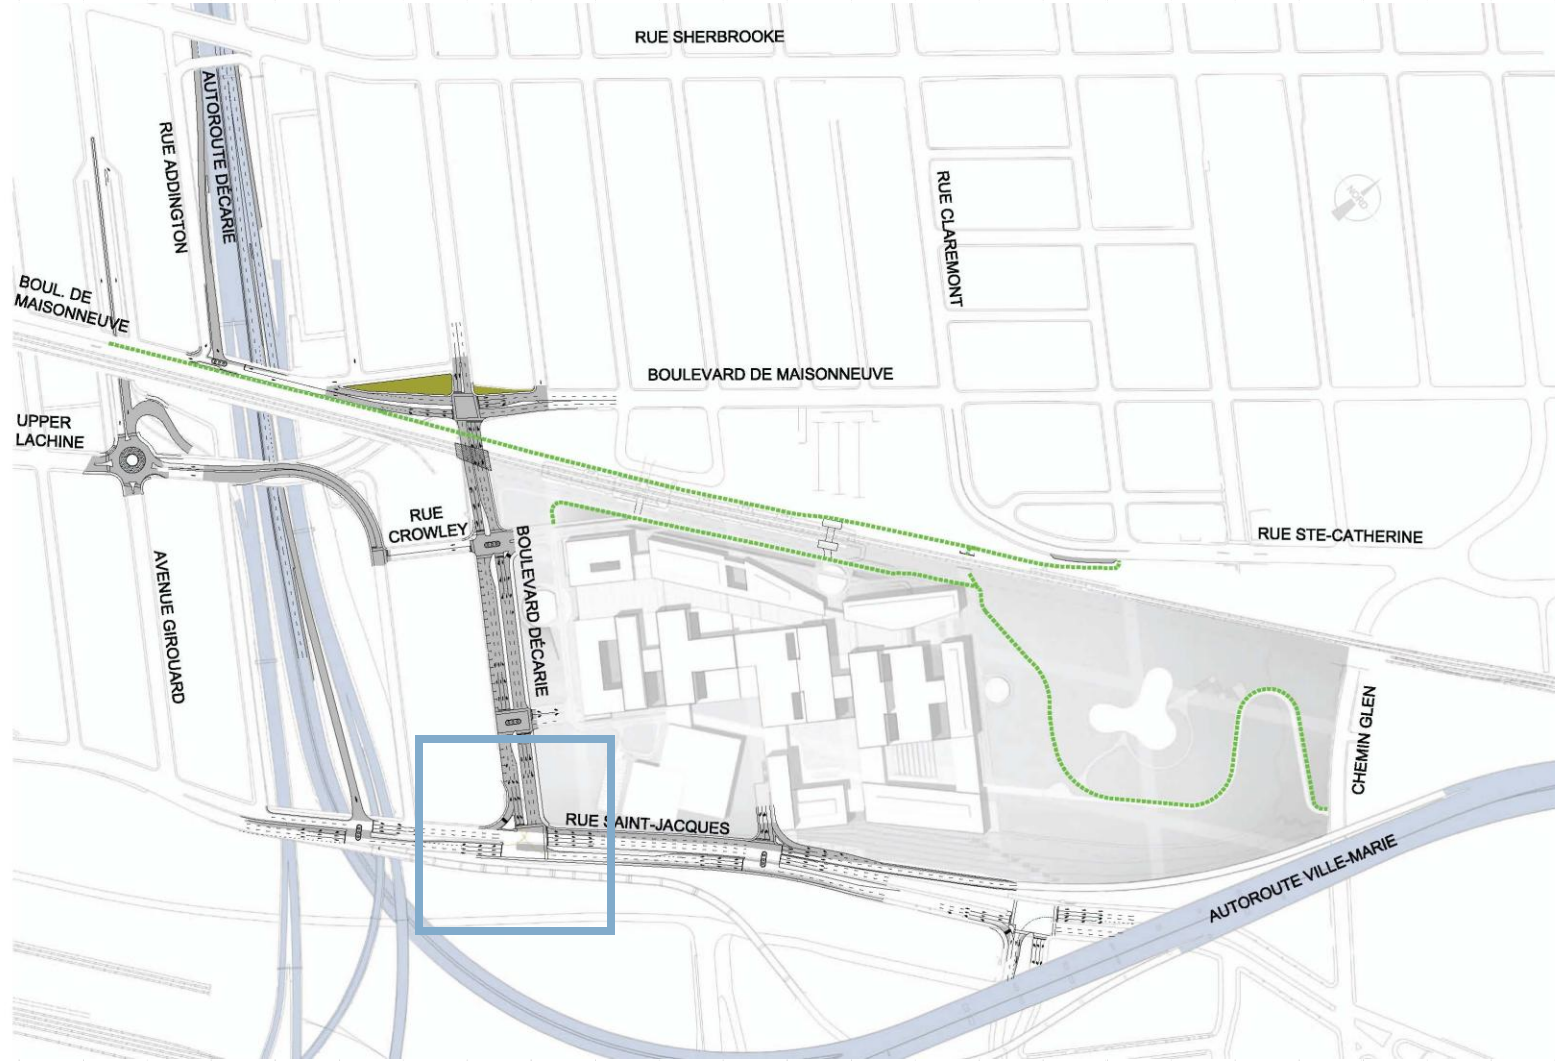 RUE SHERBROOKE
AUTOROUTE DÉCARIE
RUE ADDINGTON
RUE CLAREMONT
NORD
BOUL. DE
MAISONNEUVE
BOULEVARD DE MAISONNEUVE
UPPER
LACHINE
RUE
CROWLEY
BOULEVARD DÉCARIE
RUE STE-CATHERINE
AVENUE GIROUARD
CHEMIN GLEN
RUE SAINT-JACQUES
AUTOROUTE VILLE-MARIE